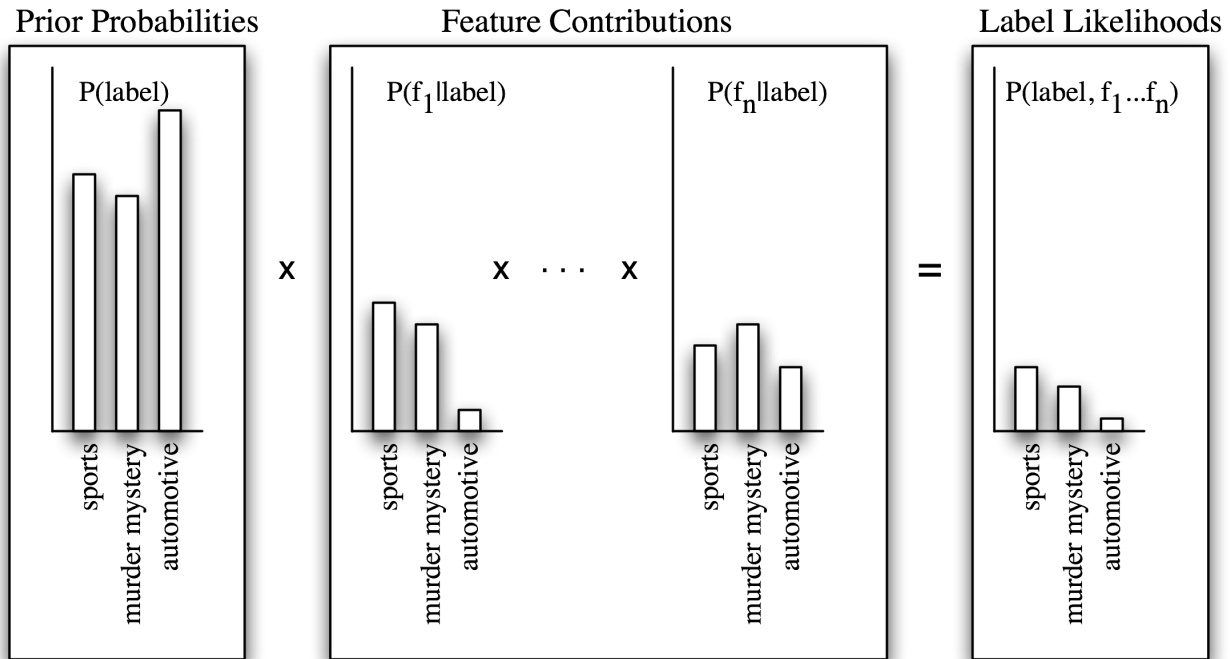 Prior Probabilities
Feature Contributions
Label Likelihoods
P(label)
P(f1|label)
P(fn|label)
P(label, f1...fn)
x
x
. . .
x
=
sports
murder mystery
automotive
sports
murder mystery
automotive
sports
murder mystery
automotive
sports
murder mystery
automotive